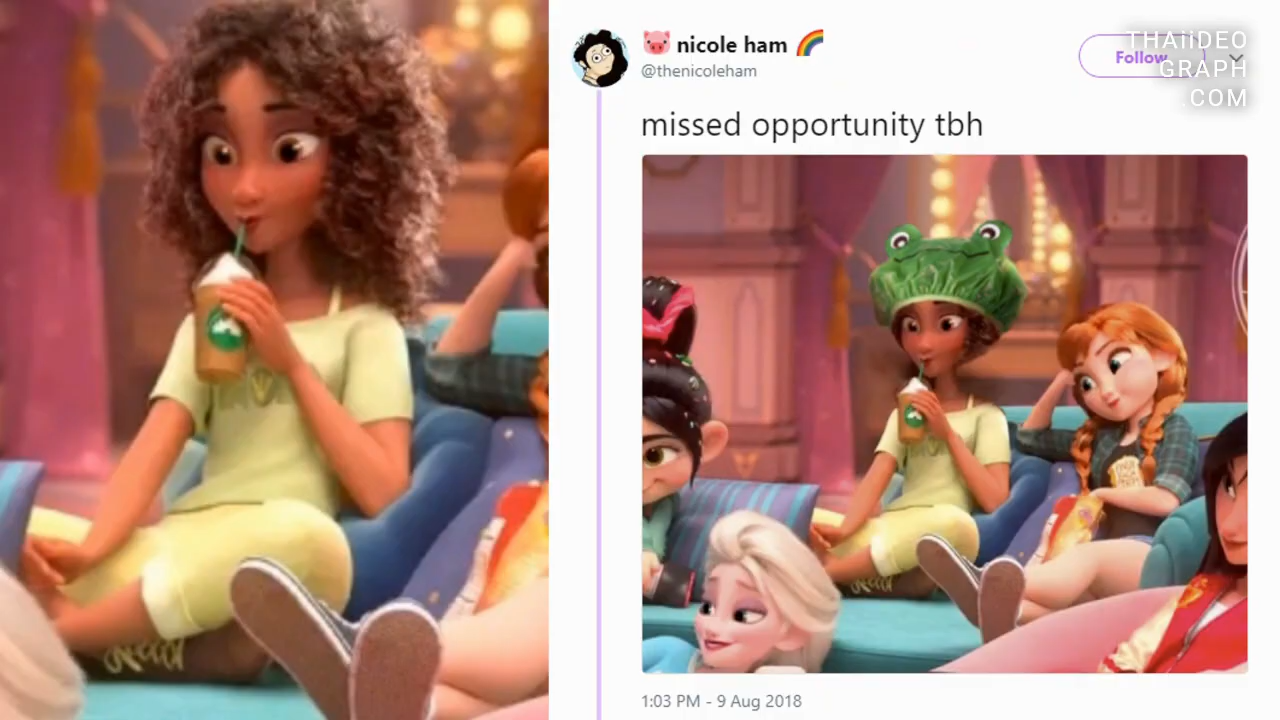 nicole ham
@thenicoleham
Follow
THAiiDEO
GRAPH
.COM
missed opportunity tbh
1:03 PM - 9 Aug 2018